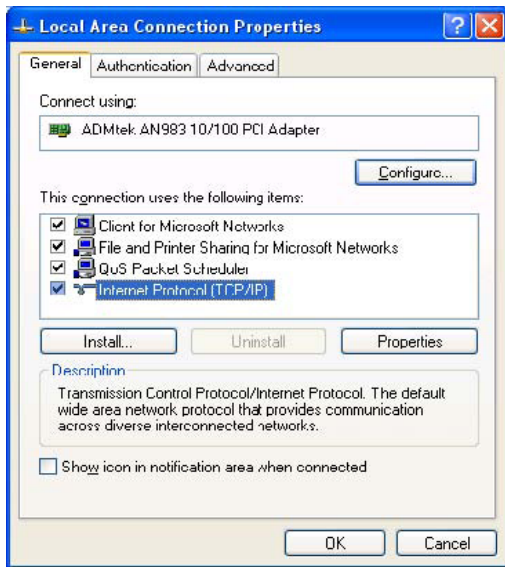 Local Area Connection Properties
General Authentication Advanced
Connect using:
ADMtek AN983 10/100 PCI Adapter
Configure...
This connection uses the following items:
Client for Microsoft Networks
File and Printer Sharing for Microsoft Networks
QoS Packet Scheduler
Internet Protocol (TCP/IP)
Install... Uninstall Properties
Description
Transmission Control Protocol/Internet Protocol. The default
wide area network protocol that provides communication
across diverse interconnected networks.
Show icon in notification area when connected
OK Cancel